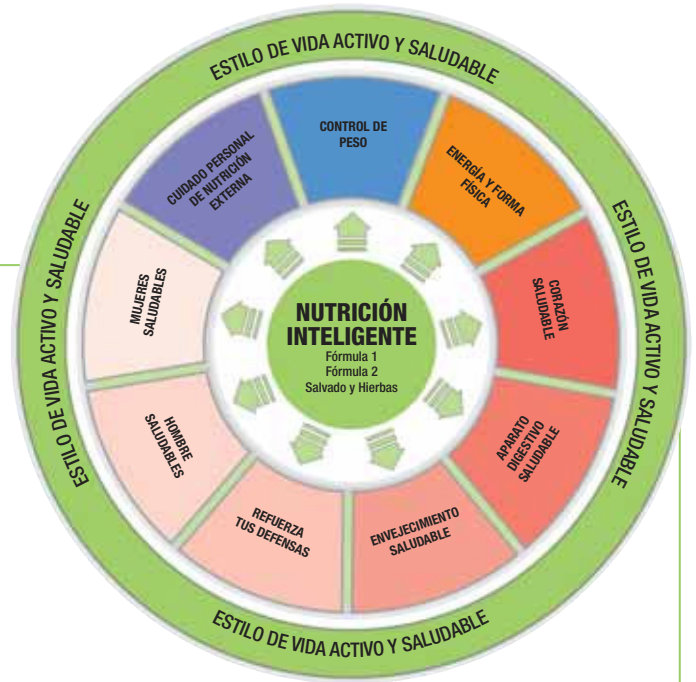 ESTILO DE VIDA ACTIVO Y SALUDABLE
CONTROL DE
PESO
ENERGÍA Y FORMA
FÍSICA
CORAZÓN
SALUDABLE
APARATO
DIGESTIVO
SALUDABLE
ENVEJECIMIENTO
SALUDABLE
REFUERZA
TUS DEFENSAS
HOMBRE
SALUDABLES
MUJERES
SALUDABLES
CUIDADO PERSONAL
DE NUTRICIÓN
EXTERNA
NUTRICIÓN
INTELIGENTE
Fórmula 1
Fórmula 2
Salvado y Hierbas
ESTILO DE VIDA ACTIVO Y SALUDABLE
ESTILO DE VIDA ACTIVO Y SALUDABLE
ESTILO DE VIDA ACTIVO Y SALUDABLE